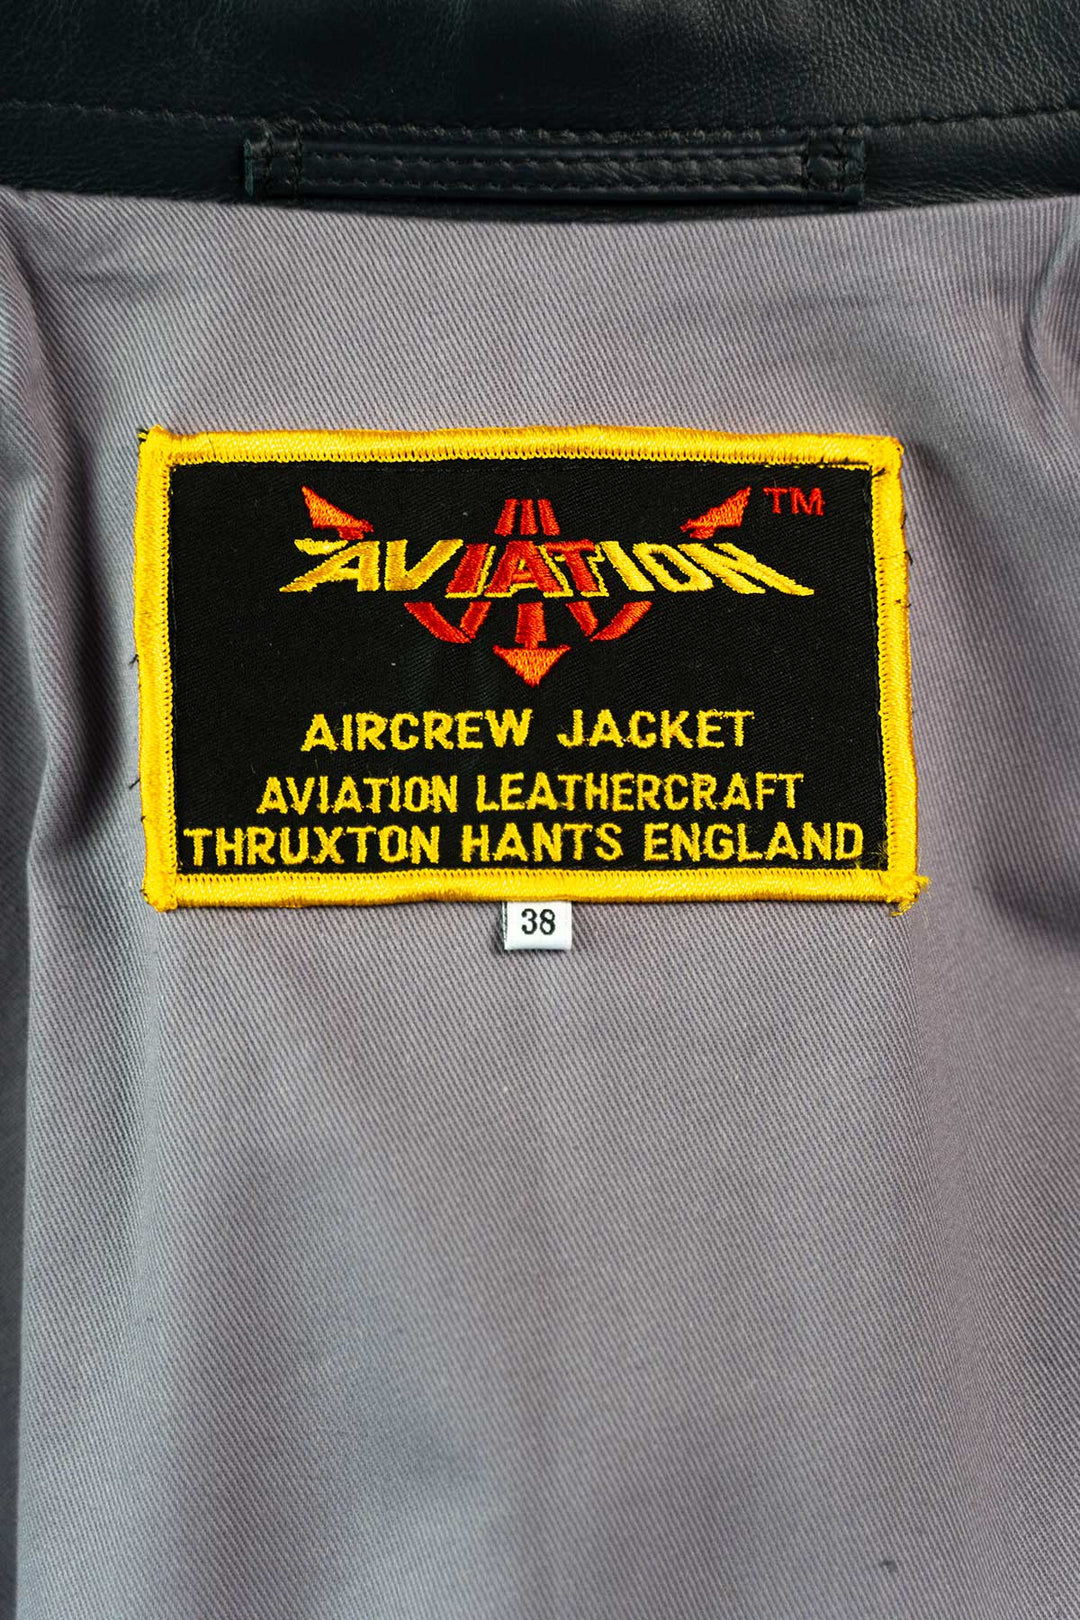 TM
AVIATION
AIRCREW JACKET
AVIATION LEATHERCRAFT
THRUXTON HANTS ENGLAND
38